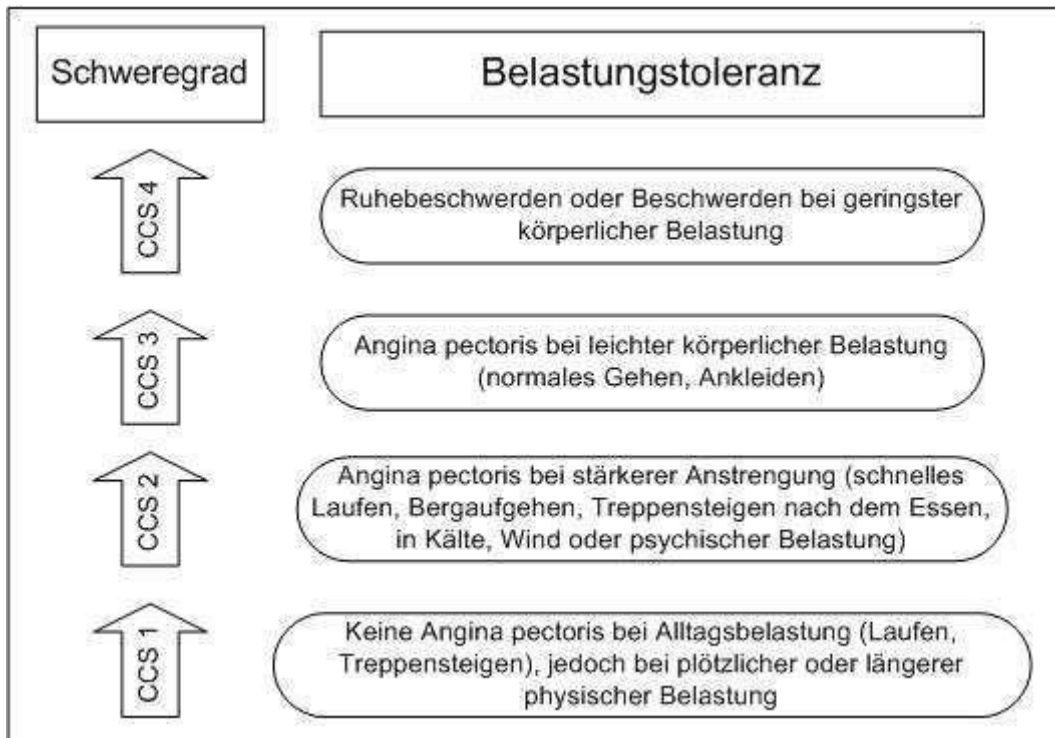 Schweregrad
Belastungstoleranz
CCS 4
Ruhebeschwerden oder Beschwerden bei geringster
körperlicher Belastung
CCS 3
Angina pectoris bei leichter körperlicher Belastung
(normales Gehen, Ankleiden)
CCS 2
Angina pectoris bei stärkerer Anstrengung (schnelles
Laufen, Bergaufgehen, Treppensteigen nach dem Essen,
in Kälte, Wind oder psychischer Belastung)
CCS 1
Keine Angina pectoris bei Alltagsbelastung (Laufen,
Treppensteigen), jedoch bei plötzlicher oder längerer
physischer Belastung